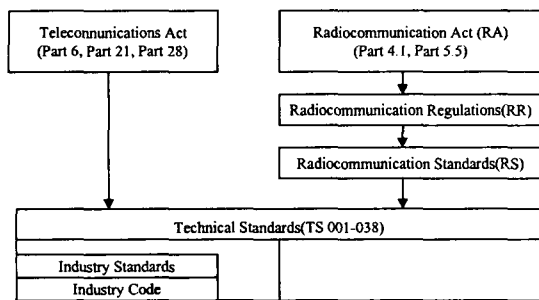 Teleconnunications Act
(Part 6, Part 21, Part 28)
Radiocommunication Act (RA)
(Part 4.1, Part 5.5)
Radiocommunication Regulations(RR)
Radiocommunication Standards(RS)
Technical Standards(TS 001-038)
Industry Standards
Industry Code